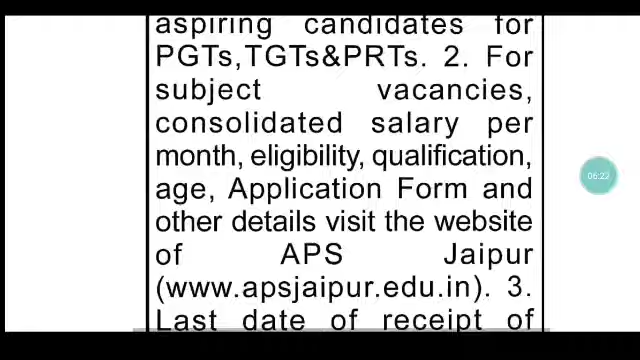 aspiring candidates for
PGTs,TGTs&PRTs. 2. For
subject vacancies,
consolidated salary per
month, eligibility, qualification,
age, Application Form and
other details visit the website
of APS Jaipur
(www.apsjaipur.edu.in). 3.
Last date of receipt of
06:22